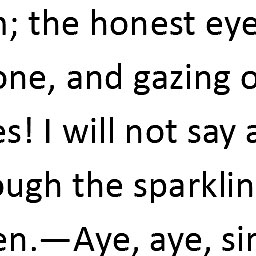 n; the honest eye
one, and gazing o
es! I will not say a
ough the sparklin
en.—Aye, aye, sir